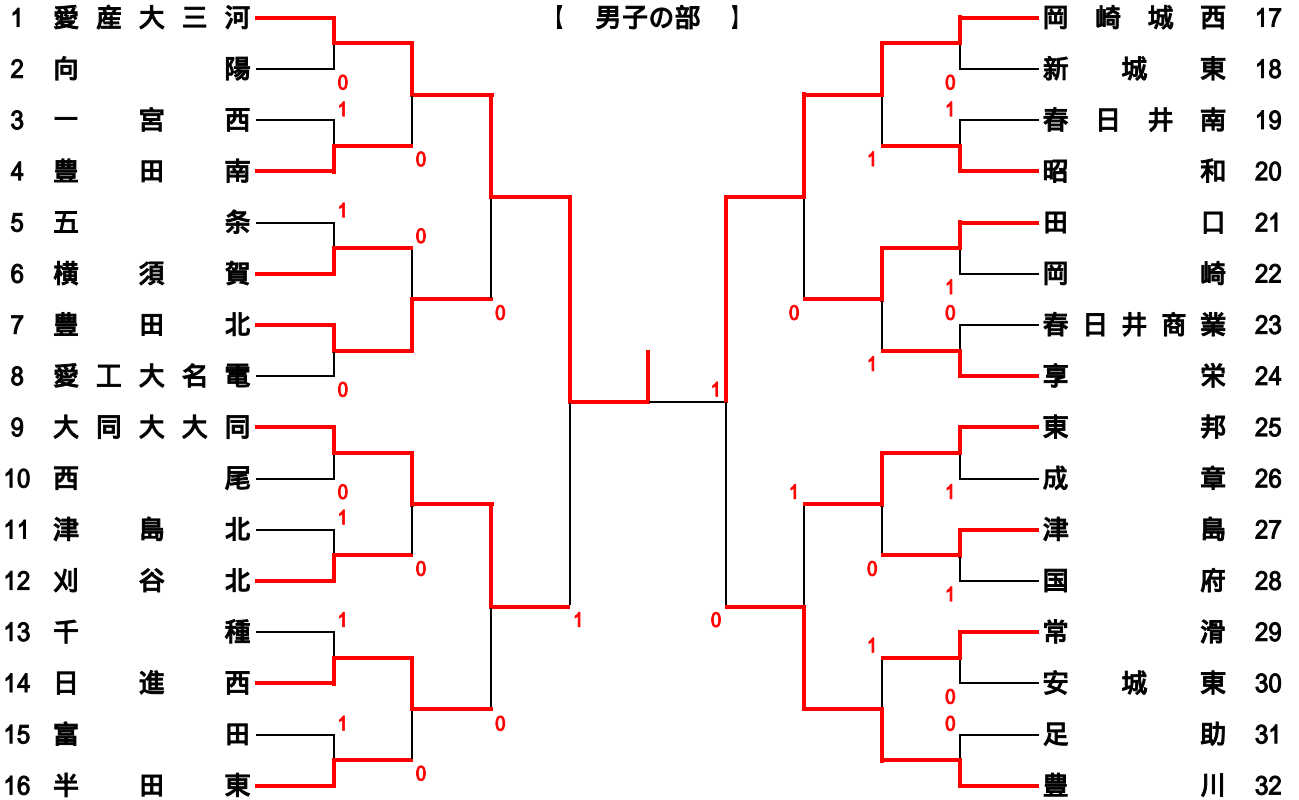 【 男子の部 】
1 愛産大三河
0
2 向陽
1
3 一宮西
0
4 豊田南
1
5 五条
0
6 横須賀
0
7 豊田北
0
8 愛工大名電
9 大同大大同
0
10 西尾
1
11 津島北
0
12 刈谷北
1
1
13 千種
14 日進西
0
1
15 富田
0
16 半田東
岡崎城西 17
0
新城東 18
1
春日井南 19
1
昭和 20
田口 21
1
岡崎 22
0
0
春日井商業 23
1
享栄 24
1
東邦 25
1
1
成章 26
津島 27
0
国府 28
1
0
常滑 29
1
安城東 30
0
0
足助 31
豊川 32